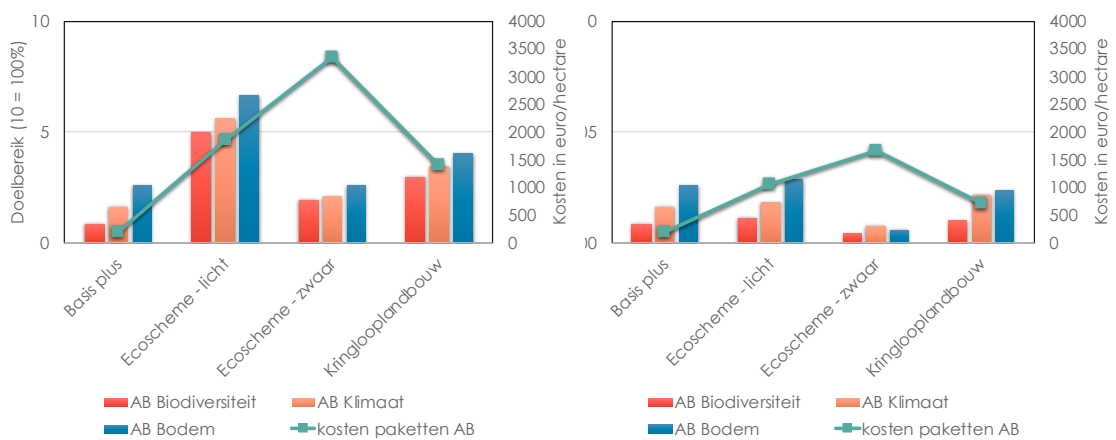 10
5
0
Doelbereik (10 = 100%)
4000
3500
3000
2500
2000
1500
1000
500
0
Kosten in euro/hectare
Basis plus
Ecoscheme - licht
Ecoscheme - zwaar
Kringlooplandbouw
AB Biodiversiteit
AB Klimaat
AB Bodem
kosten paketten AB
0
15
00
4000
3500
3000
2500
2000
1500
1000
500
0
Kosten in euro/hectare
Basis plus
Ecoscheme - licht
Ecoscheme - zwaar
Kringlooplandbouw
AB Biodiversiteit
AB Klimaat
AB Bodem
kosten paketten AB